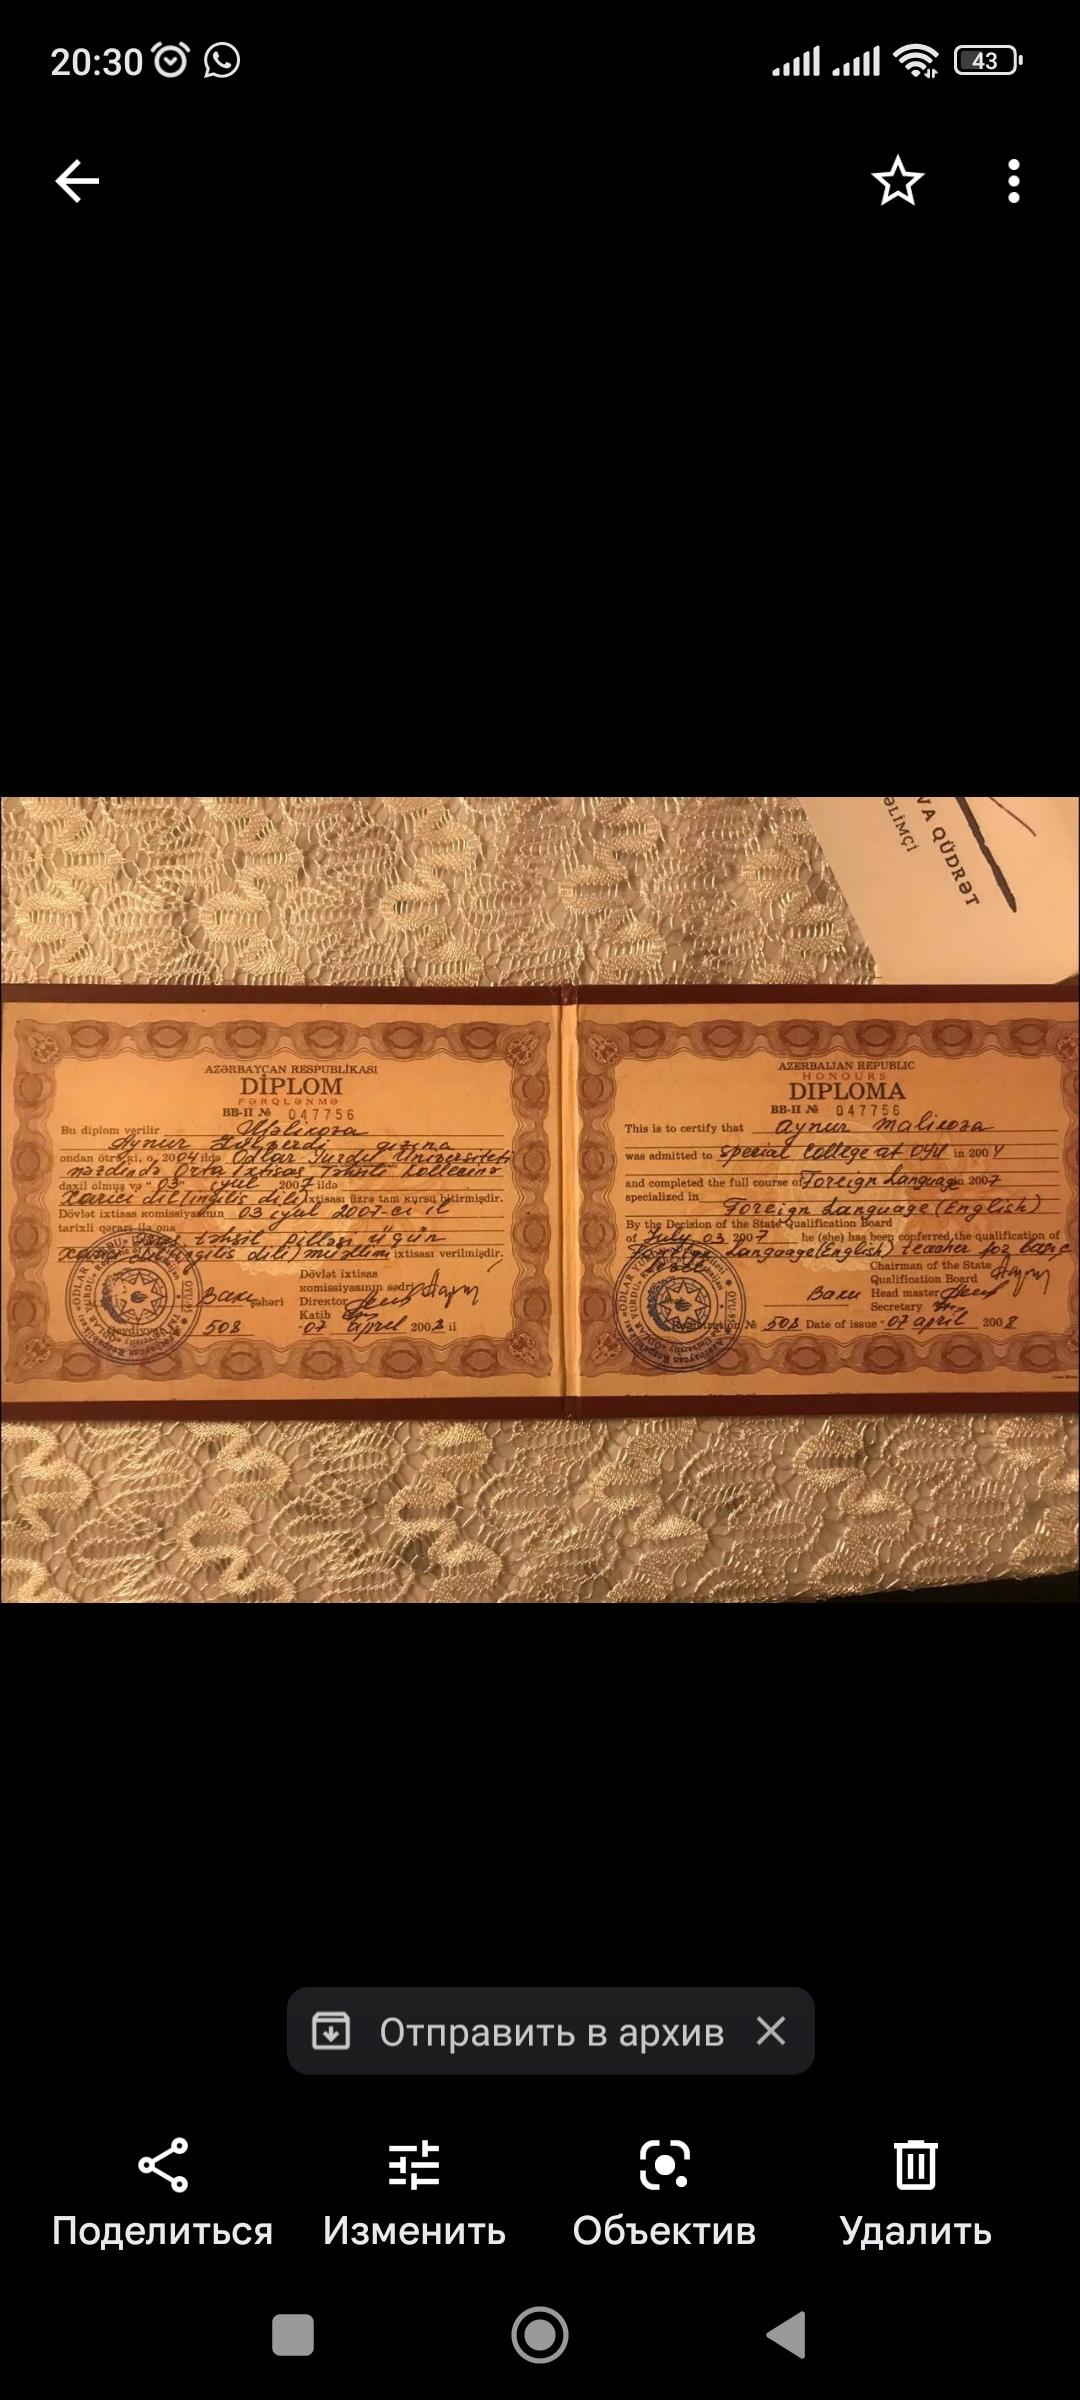 20:30
43
VA QÜDRƏT
ƏLİMÇİ
AZƏRBAYCAN RESPUBLİKASI
DİPLOM
FƏRQLƏNMƏ
BB-II № 047756
Bu diplom verilir Məlikova
Aynur gızına
ondan ötrü ki, o, 2004 ildə Odlar Yurdu Universiteti
nəzdində Orta İxtisas Təhsili Kollecinə
daxil olmuş və "03" iyul 2007 ildə
Xarici dil (ingilis dili) ixtisası üzrə tam kursu bitirmişdir.
Dövlət ixtisas komissiyasının 03 iyul 2007-ci il
tarixli qərarı ilə ona
təhsil pilləsi üçün
Xarici dil (ingilis dili) müəllimi ixtisası verilmişdir.
Dövlət ixtisas
komissiyasının sədri
Bakı şəhəri Director
Katib
508 "07" aprel 2008 il
AZERBAIJAN REPUBLIC
HONOURS
DIPLOMA
BB-II № 047756
This is to certify that Aynur Malikova
was admitted to Special College at OYU in 2004
and completed the full course of Foreign Language in 2007
specialized in
Foreign Language (English)
By the Decision of the State Qualification Board
of July 03 2007 he (she) has been conferred the qualification of
Foreign Language (English) teacher for basic
Chairman of the State
Qualification Board
Baku Head master
Secretary
Registration № 508 Date of issue "07" april 2008
Отправить в архив
Поделиться Изменить Объектив Удалить